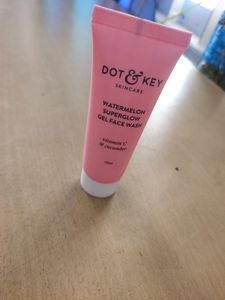 DOT & KEY
SKINCARE
WATERMELON
SUPERGLOW
GEL FACE WASH
vitamin C
& cucumber